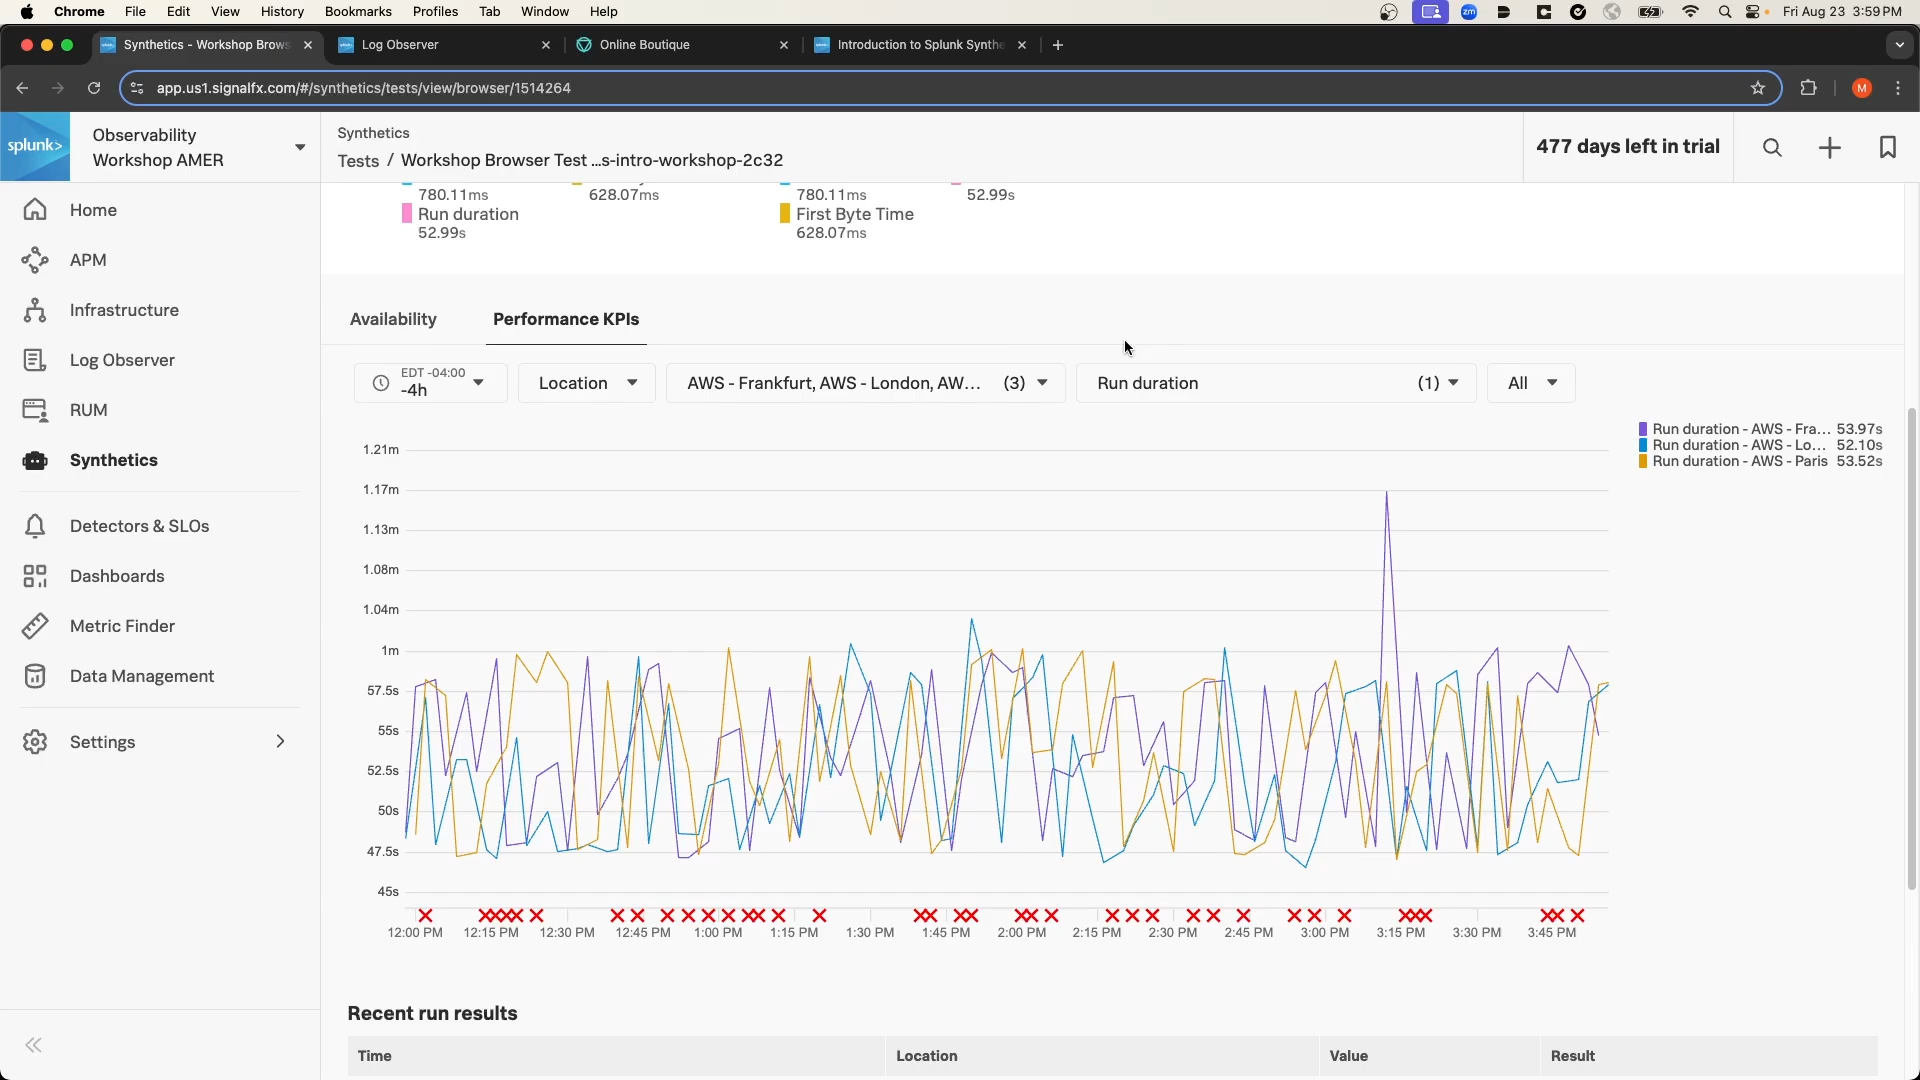 Chrome File Edit View History Bookmarks Profiles Tab Window Help
zm
Fri Aug 23 3:59 PM
Synthetics - Workshop Brows
Log Observer
Online Boutique
Introduction to Splunk Synthe
app.us1.signalfx.com/#/synthetics/tests/view/browser/1514264
M
splunk>
Observability
Workshop AMER
Synthetics
Tests / Workshop Browser Test ...s-intro-workshop-2c32
477 days left in trial
Home
APM
Infrastructure
Log Observer
RUM
Synthetics
Detectors & SLOs
Dashboards
Metric Finder
Data Management
Settings
780.11ms
628.07ms
780.11ms
52.99s
Run duration
52.99s
First Byte Time
628.07ms
Availability
Performance KPIs
EDT -04:00
-4h
Location
AWS - Frankfurt, AWS - London, AW... (3)
Run duration (1)
All
Run duration - AWS - Fra... 53.97s
Run duration - AWS - Lo... 52.10s
Run duration - AWS - Paris 53.52s
1.21m
1.17m
1.13m
1.08m
1.04m
1m
57.5s
55s
52.5s
50s
47.5s
45s
12:00 PM 12:15 PM 12:30 PM 12:45 PM 1:00 PM 1:15 PM 1:30 PM 1:45 PM 2:00 PM 2:15 PM 2:30 PM 2:45 PM 3:00 PM 3:15 PM 3:30 PM 3:45 PM
Recent run results
Time Location Value Result